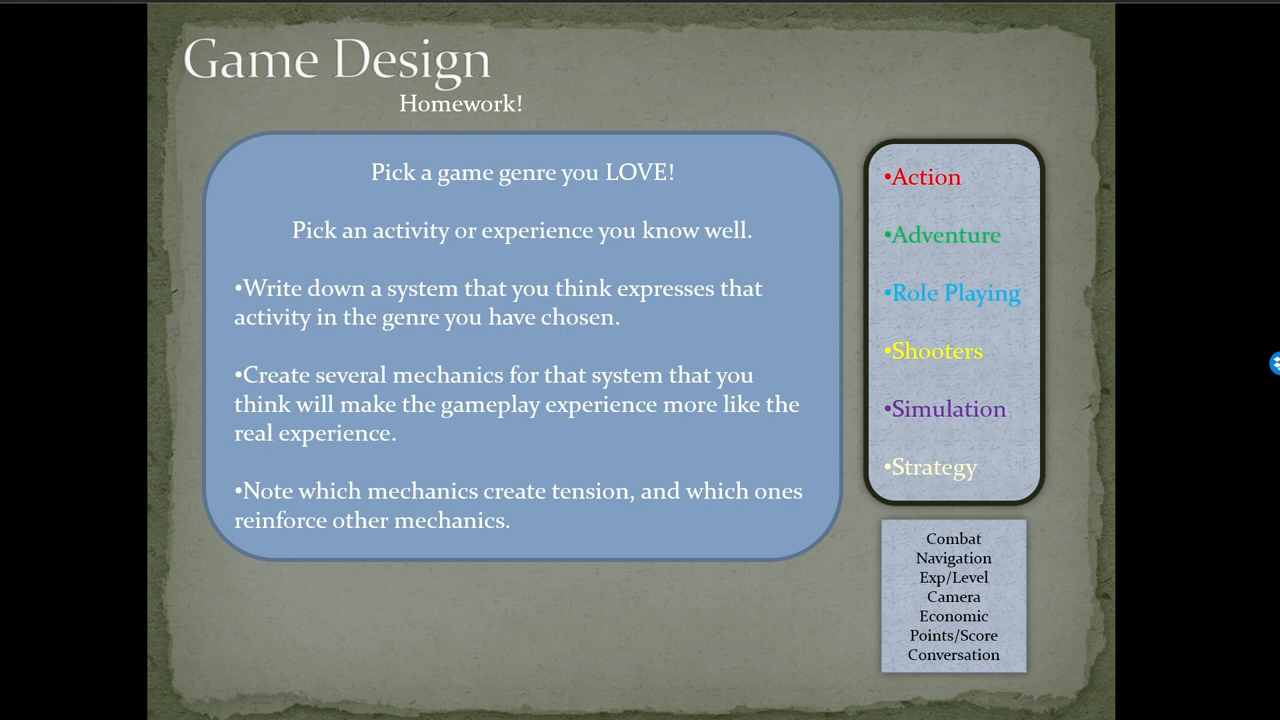 Game Design
Homework!
Pick a game genre you LOVE!
Pick an activity or experience you know well.
•Write down a system that you think expresses that
activity in the genre you have chosen.
•Create several mechanics for that system that you
think will make the gameplay experience more like the
real experience.
•Note which mechanics create tension, and which ones
reinforce other mechanics.
•Action
•Adventure
•Role Playing
•Shooters
•Simulation
•Strategy
Combat
Navigation
Exp/Level
Camera
Economic
Points/Score
Conversation